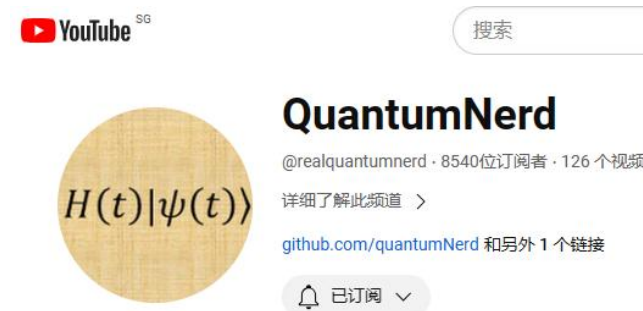 YouTube SG
搜索
QuantumNerd
@realquantumnerd · 8540位订阅者 · 126 个视频
详细了解此频道
H(t)|ψ(t)⟩
github.com/quantumNerd 和另外 1 个链接
已订阅